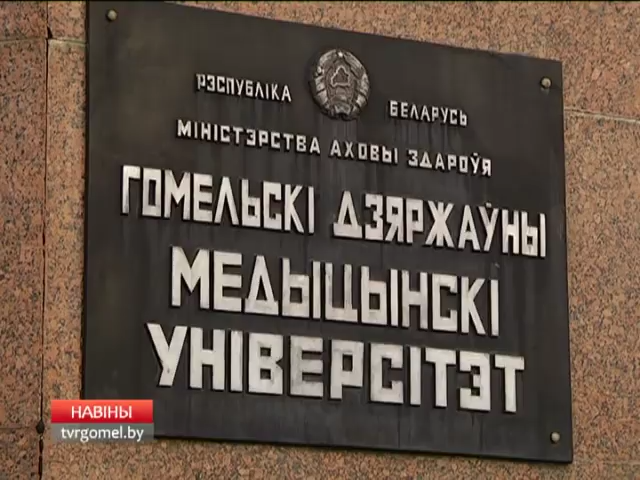 РЭСПУБЛІКА БЕЛАРУСЬ
МІНІСТЭРСТВА АХОВЫ ЗДАРОЎЯ
ГОМЕЛЬСКІ ДЗЯРЖАЎНЫ
МЕДЫЦЫНСКІ
УНІВЕРСІТЭТ
НАВІНЫ
tvrgomel.by